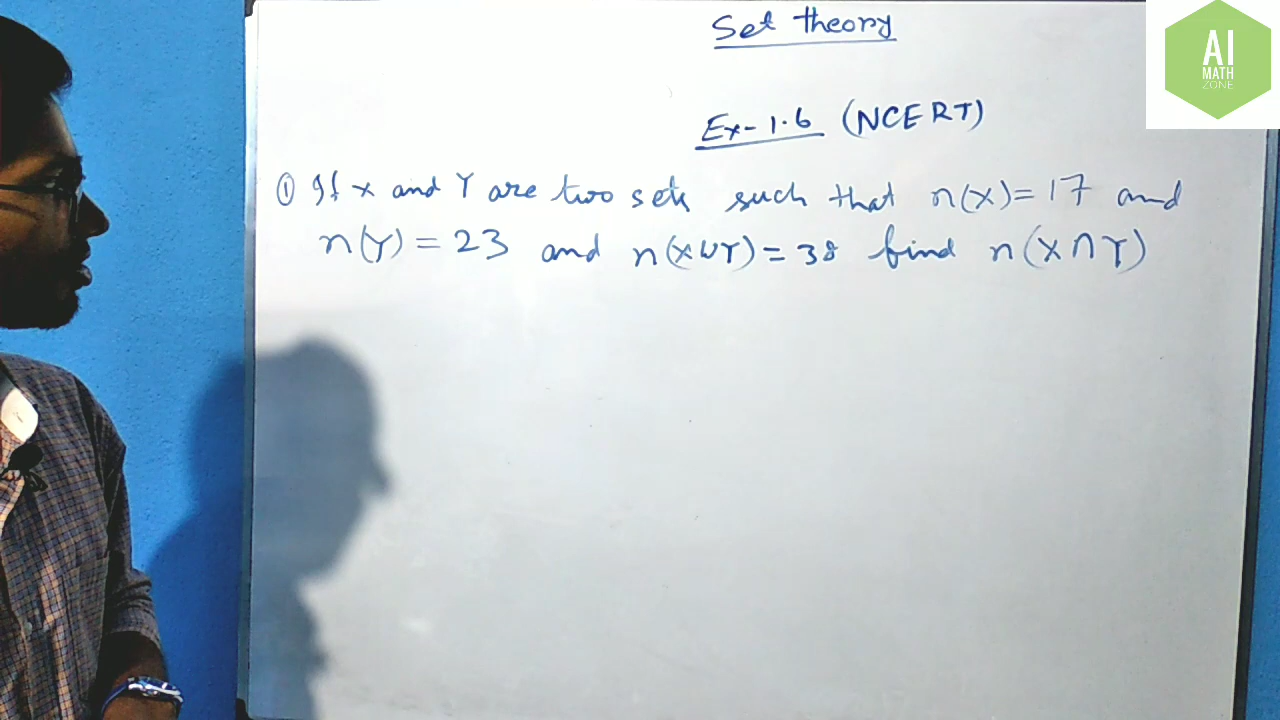 Set theory
AI
MATH
ZONE
Ex-1.6 (NCERT)
① If x and Y are two sets such that n(X)=17 and
n(Y) = 23 and n(X∪Y)=38 find n(X∩Y)